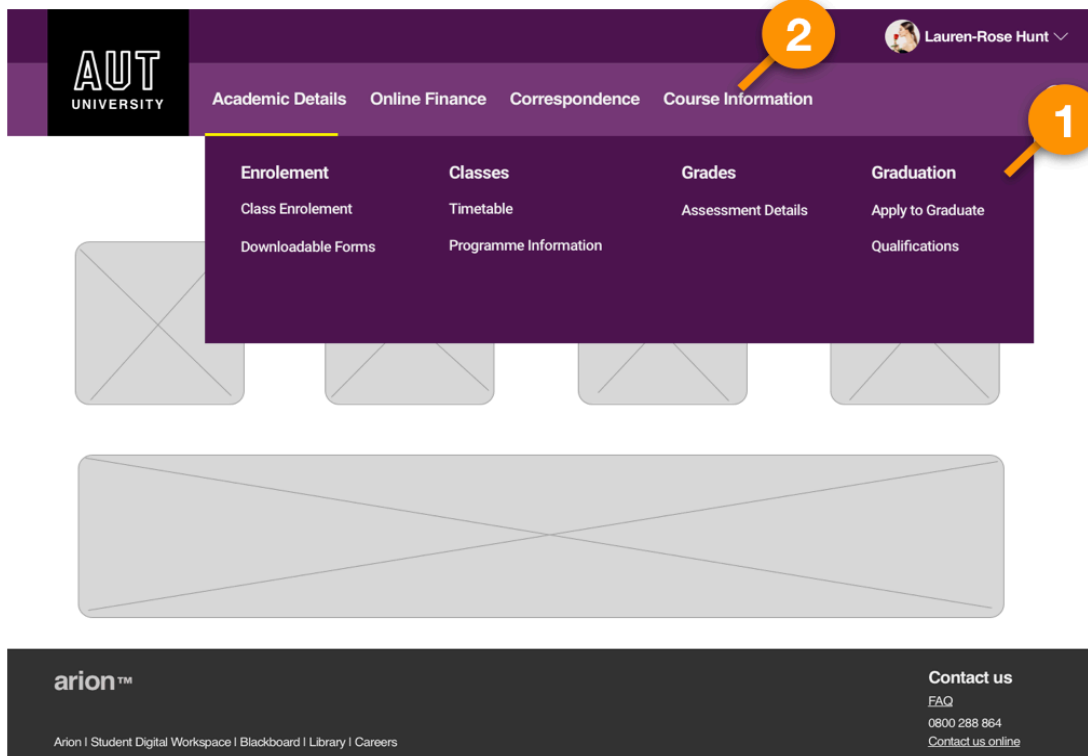 2
Lauren-Rose Hunt
AUT
UNIVERSITY
Academic Details Online Finance Correspondence Course Information
1
Enrolement Classes Grades Graduation
Class Enrolement Timetable Assessment Details Apply to Graduate
Downloadable Forms Programme Information Qualifications
arion™ Contact us
FAQ
0800 288 864
Arion | Student Digital Workspace | Blackboard | Library | Careers Contact us online